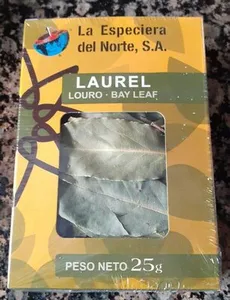 La Especiera
del Norte, S.A.
LAUREL
LOURO · BAY LEAF
PESO NETO 25g